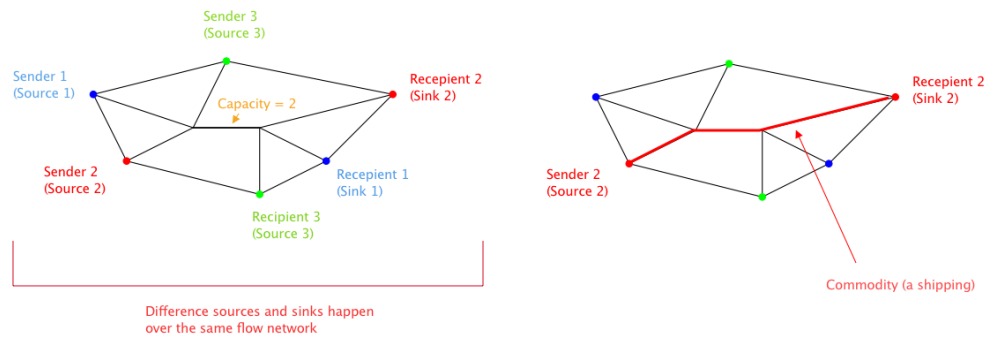 Sender 3
(Source 3)
Sender 1
(Source 1)
Recepient 2
(Sink 2)
Capacity = 2
Sender 2
(Source 2)
Recepient 1
(Sink 1)
Recipient 3
(Source 3)
Difference sources and sinks happen
over the same flow network
Recepient 2
(Sink 2)
Sender 2
(Source 2)
Commodity (a shipping)